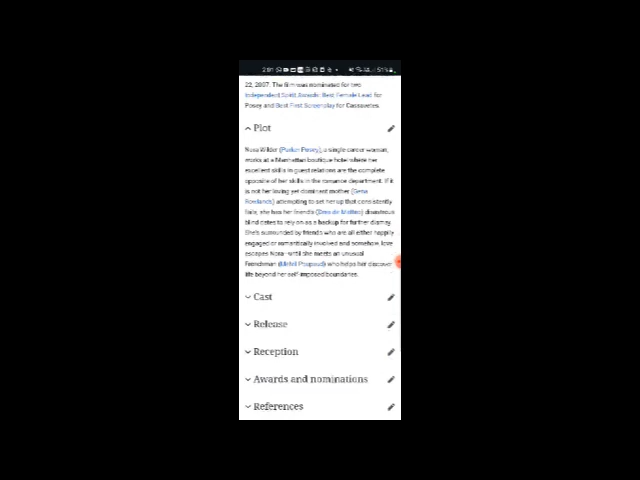 2:01
22, 2007. The film was nominated for two
Independent Spirit Awards: Best Female Lead for
Posey and Best First Screenplay for Cassavetes.
Plot
Nora Wilder (Parker Posey), a single career woman,
works at a Manhattan boutique hotel where her
excellent skills in guest relations are the complete
opposite of her skills in the romance department. If it
is not her loving yet dominant mother (Gena
Rowlands) attempting to set her up that consistently
fails, she has her friend's (Drea de Matteo) disastrous
blind dates to rely on as a backup for further dismay.
She's surrounded by friends who are all either happily
engaged or romantically involved and somehow, love
escapes Nora–until she meets an unusual
Frenchman (Melvil Poupaud) who helps her discover
life beyond her self-imposed boundaries.
Cast
Release
Reception
Awards and nominations
References